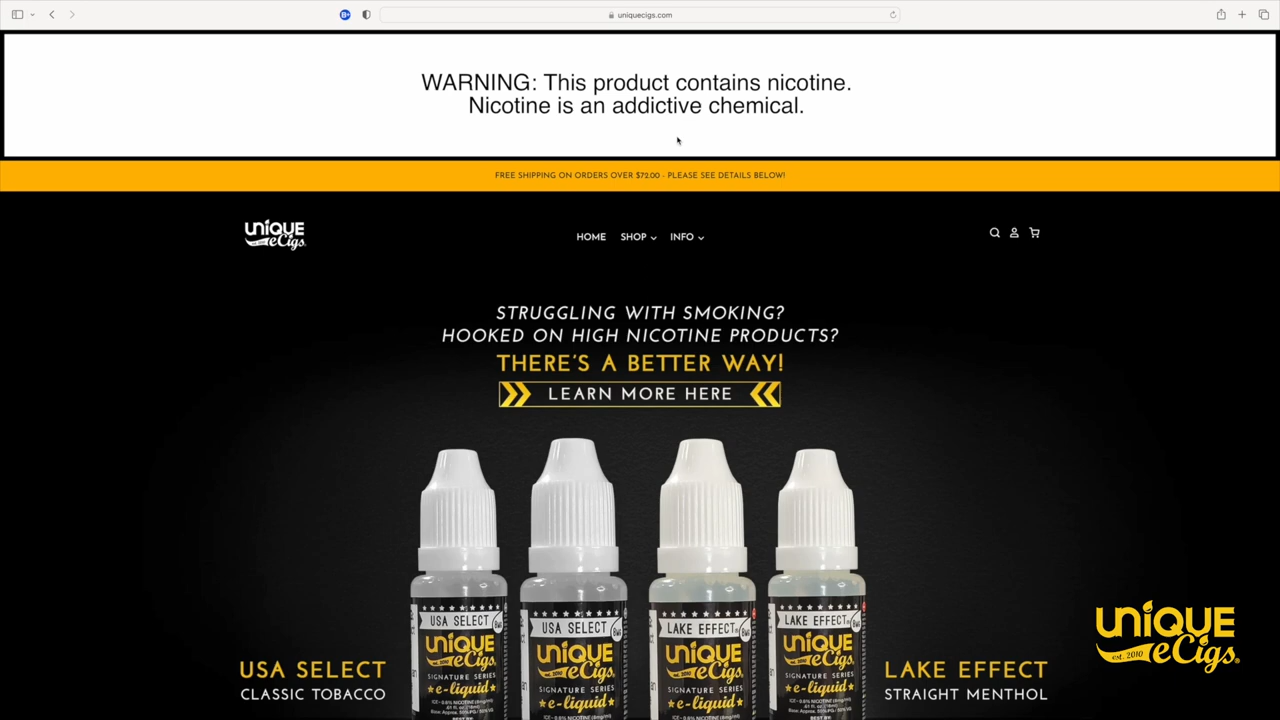 uniquecigs.com
WARNING: This product contains nicotine.
Nicotine is an addictive chemical.
FREE SHIPPING ON ORDERS OVER $72.00 - PLEASE SEE DETAILS BELOW!
UNIQUE
eCigs
HOME SHOP INFO
STRUGGLING WITH SMOKING?
HOOKED ON HIGH NICOTINE PRODUCTS?
THERE'S A BETTER WAY!
LEARN MORE HERE
USA SELECT
UNIQUE
eCigs
SIGNATURE SERIES
e-liquid
USA SELECT
UNIQUE
eCigs
SIGNATURE SERIES
e-liquid
LAKE EFFECT
UNIQUE
eCigs
SIGNATURE SERIES
e-liquid
LAKE EFFECT
UNIQUE
eCigs
SIGNATURE SERIES
e-liquid
USA SELECT
CLASSIC TOBACCO
LAKE EFFECT
STRAIGHT MENTHOL
UNIQUE
est. 2010 eCigs®